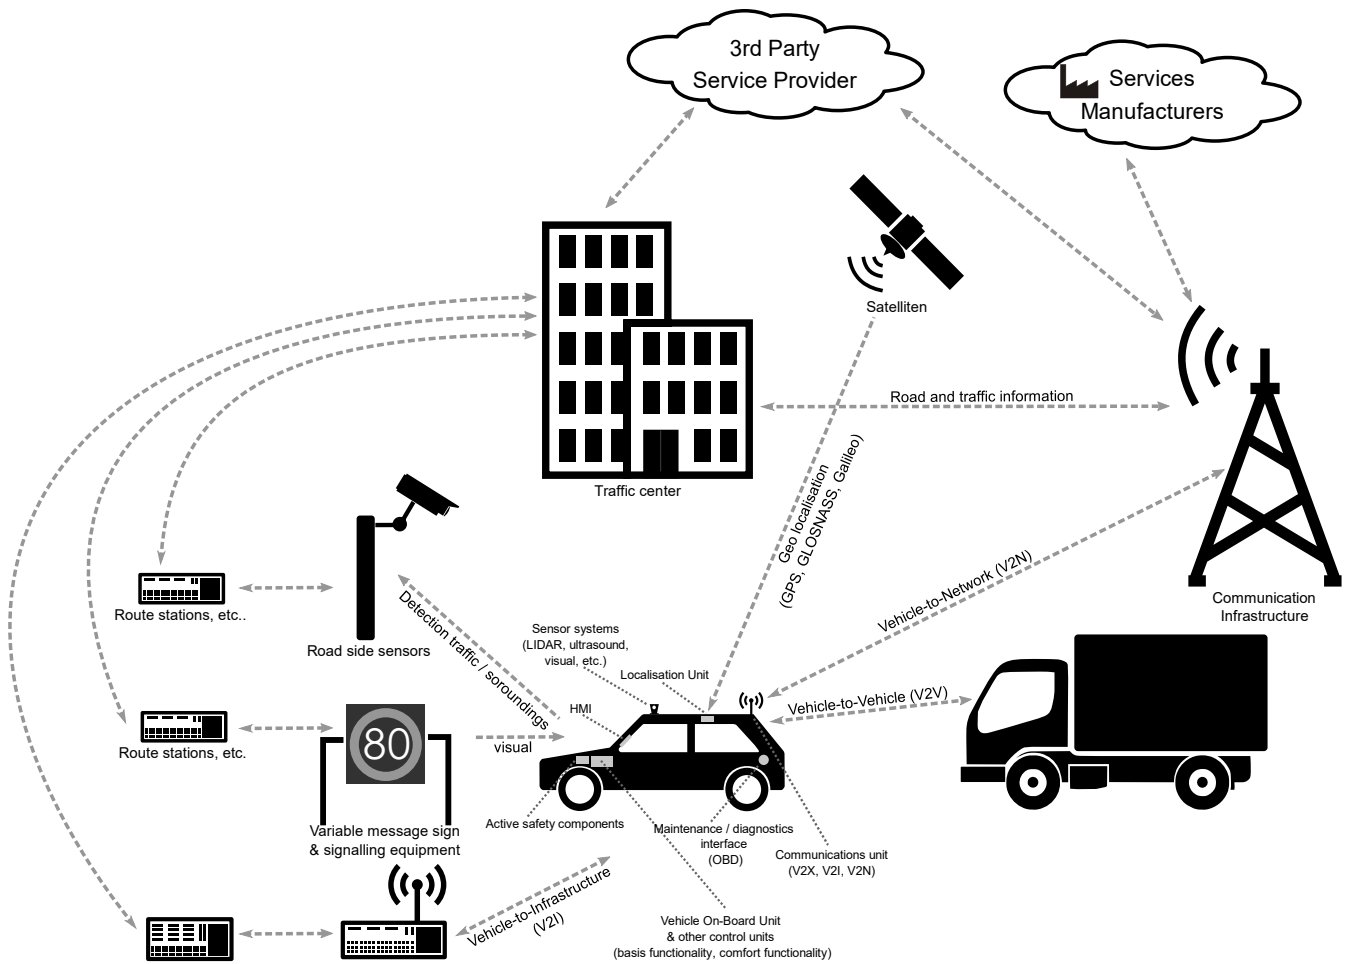 3rd Party
Service Provider
Services
Manufacturers
Satelliten
Road and traffic information
Traffic center
Geo localisation
(GPS, GLOSNASS, Galileo)
Vehicle-to-Network (V2N)
Communication
Infrastructure
Route stations, etc..
Road side sensors
Detection traffic / soroundings
Sensor systems
(LIDAR, ultrasound,
visual, etc.)
Localisation Unit
HMI
Vehicle-to-Vehicle (V2V)
Route stations, etc.
80
visual
Variable message sign
& signalling equipment
Active safety components
Maintenance / diagnostics
interface
(OBD)
Communications unit
(V2X, V2I, V2N)
Vehicle-to-Infrastructure
(V2I)
Vehicle On-Board Unit
& other control units
(basis functionality, comfort functionality)